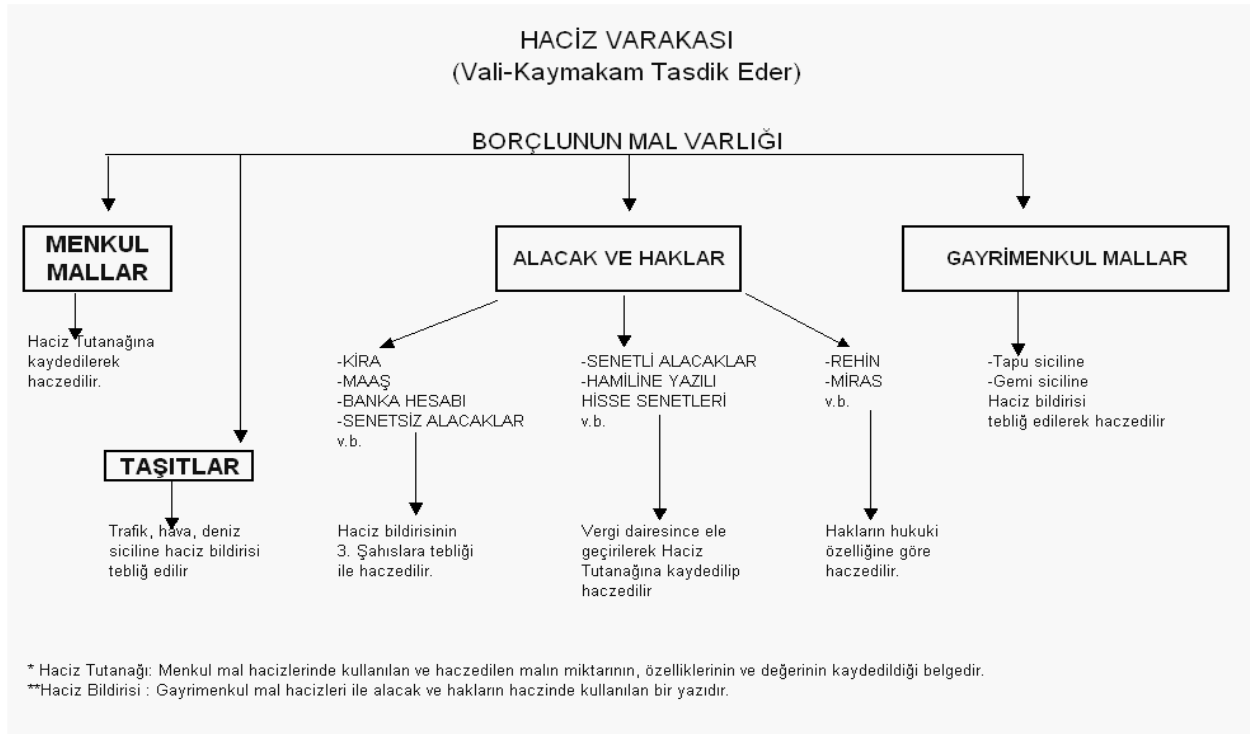 HACİZ VARAKASI
(Vali-Kaymakam Tasdik Eder)
BORÇLUNUN MAL VARLIĞI
MENKUL
MALLAR
ALACAK VE HAKLAR
GAYRİMENKUL MALLAR
Haciz Tutanağına
kaydedilerek
haczedilir.
-KİRA
-MAAŞ
-BANKA HESABI
-SENETSİZ ALACAKLAR
v.b.
-SENETLİ ALACAKLAR
-HAMİLİNE YAZILI
HİSSE SENETLERİ
v.b.
-REHİN
-MİRAS
v.b.
-Tapu siciline
-Gemi siciline
Haciz bildirisi
tebliğ edilerek haczedilir
TAŞITLAR
Trafik, hava, deniz
siciline haciz bildirisi
tebliğ edilir
Haciz bildirisinin
3. Şahıslara tebliği
ile haczedilir.
Vergi dairesince ele
geçirilerek Haciz
Tutanağına kaydedilip
haczedilir
Hakların hukuki
özelliğine göre
haczedilir.
* Haciz Tutanağı: Menkul mal hacizlerinde kullanılan ve haczedilen malın miktarının, özelliklerinin ve değerinin kaydedildiği belgedir.
**Haciz Bildirisi : Gayrimenkul mal hacizleri ile alacak ve hakların haczinde kullanılan bir yazıdır.